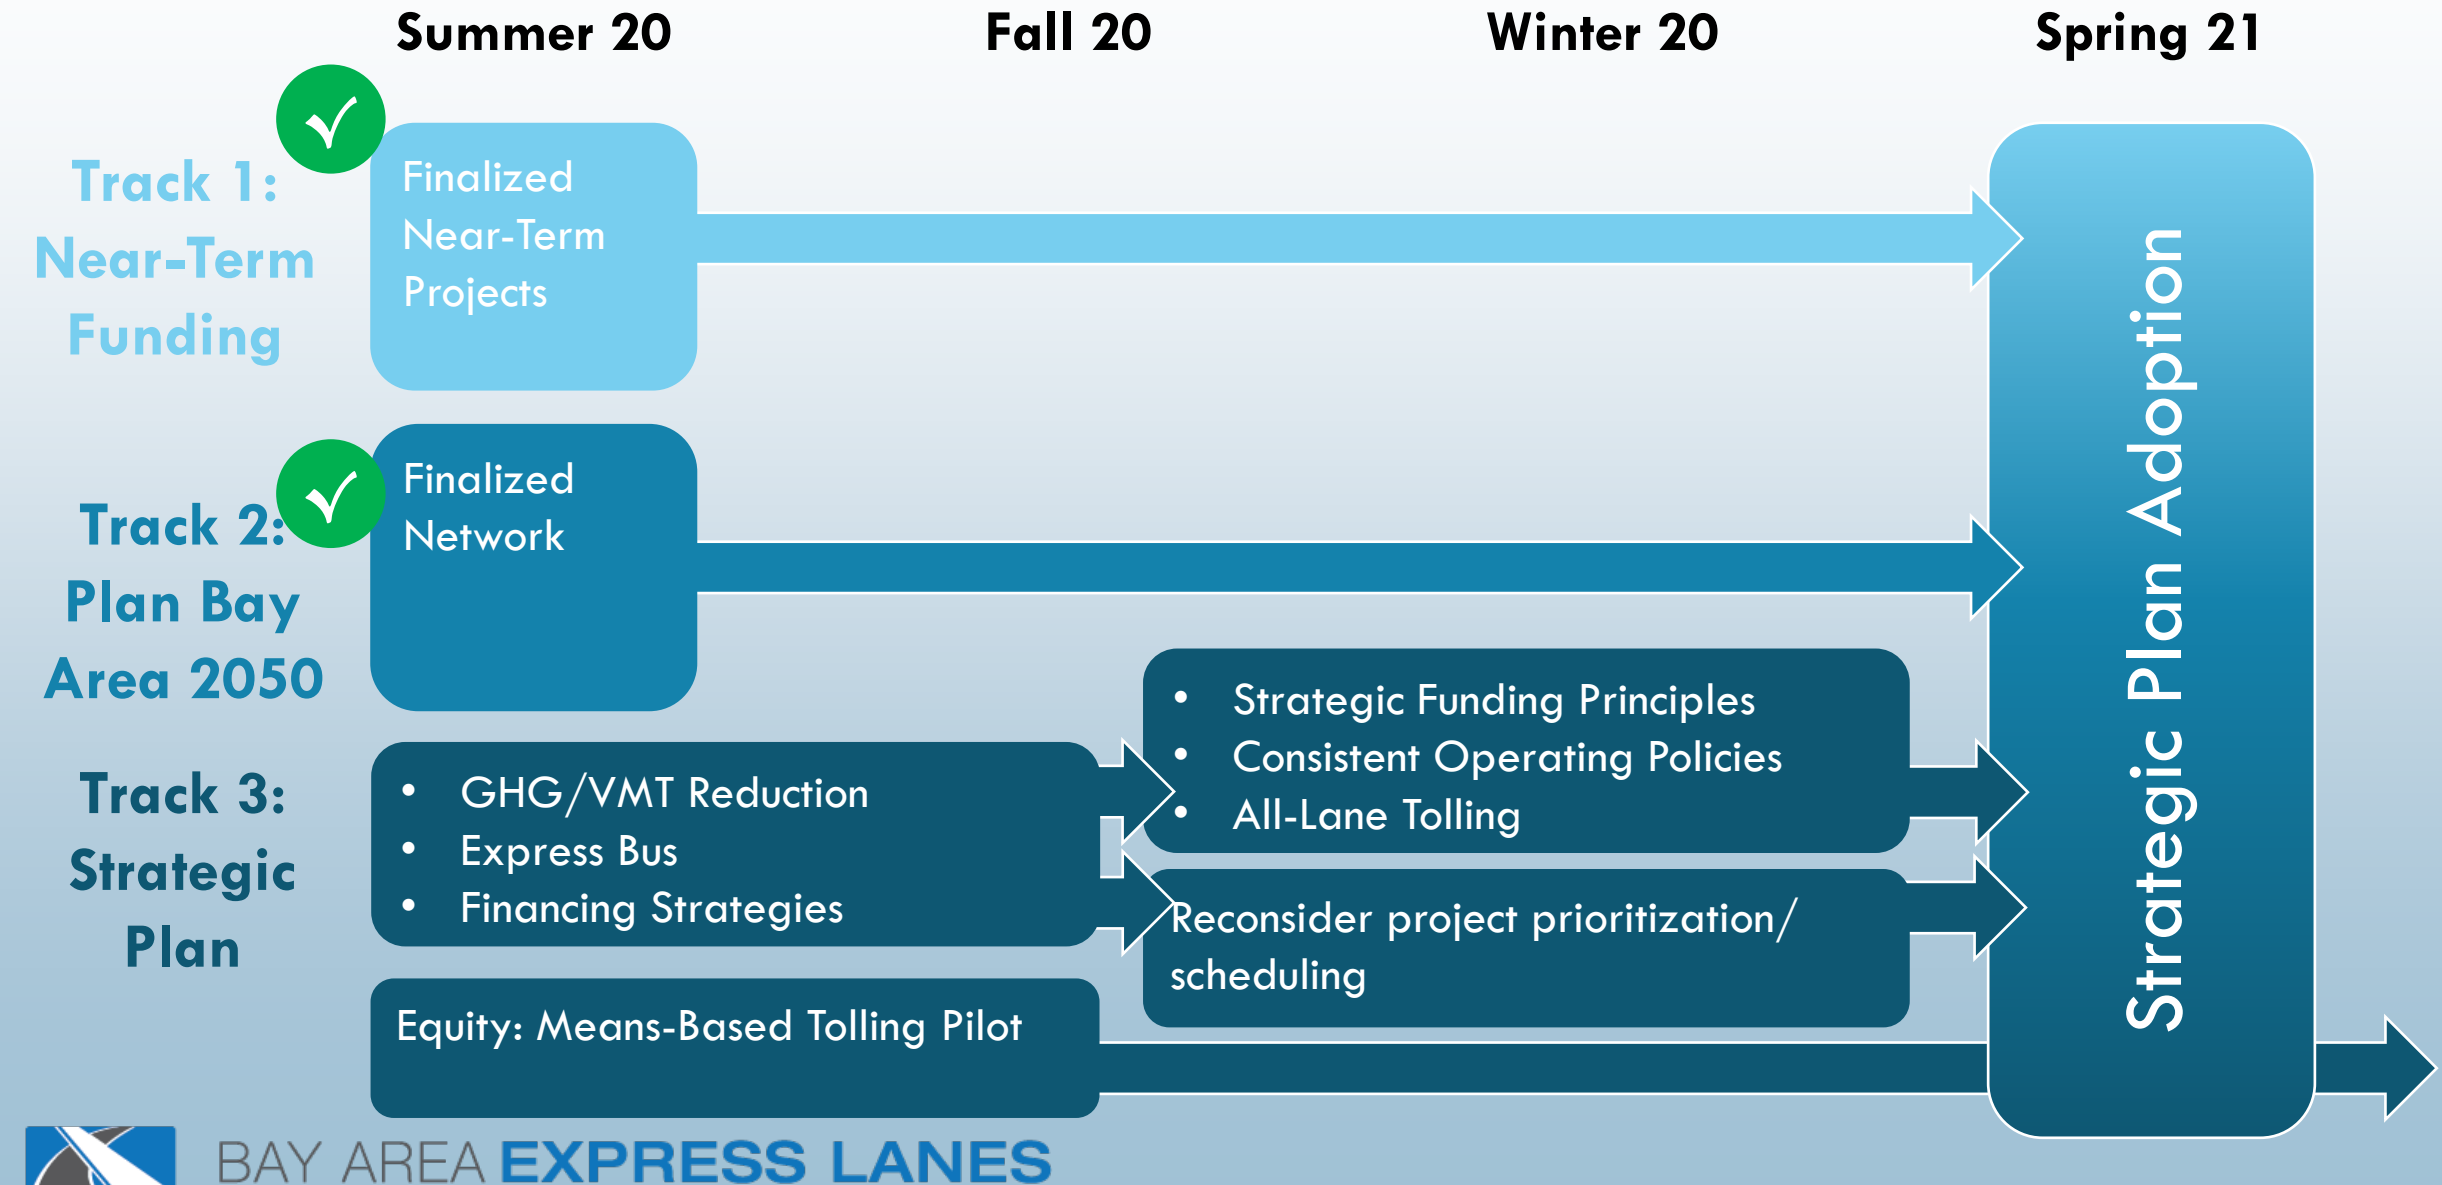 Summer 20
Fall 20
Winter 20
Spring 21
Track 1:
Near-Term
Funding
Finalized
Near-Term
Projects
Track 2:
Plan Bay
Area 2050
Finalized
Network
Track 3:
Strategic
Plan
• GHG/VMT Reduction
• Express Bus
• Financing Strategies
• Strategic Funding Principles
• Consistent Operating Policies
• All-Lane Tolling
Reconsider project prioritization/
scheduling
Equity: Means-Based Tolling Pilot
Strategic Plan Adoption
BAY AREA EXPRESS LANES